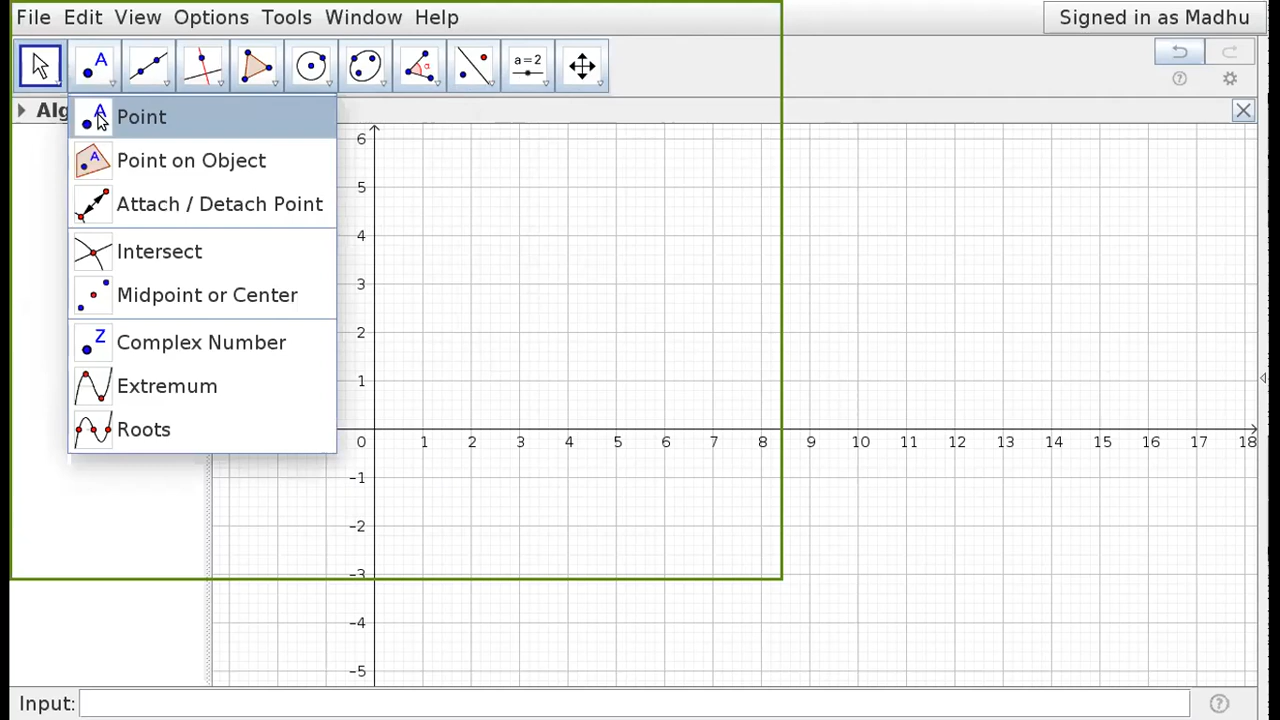 File Edit View Options Tools Window Help
Signed in as Madhu
A
α
a=2
Alg
A Point
A Point on Object
Attach / Detach Point
Intersect
Midpoint or Center
Z Complex Number
Extremum
Roots
6
5
4
3
2
1
0 1 2 3 4 5 6 7 8 9 10 11 12 13 14 15 16 17 18
-1
-2
-3
-4
-5
Input: